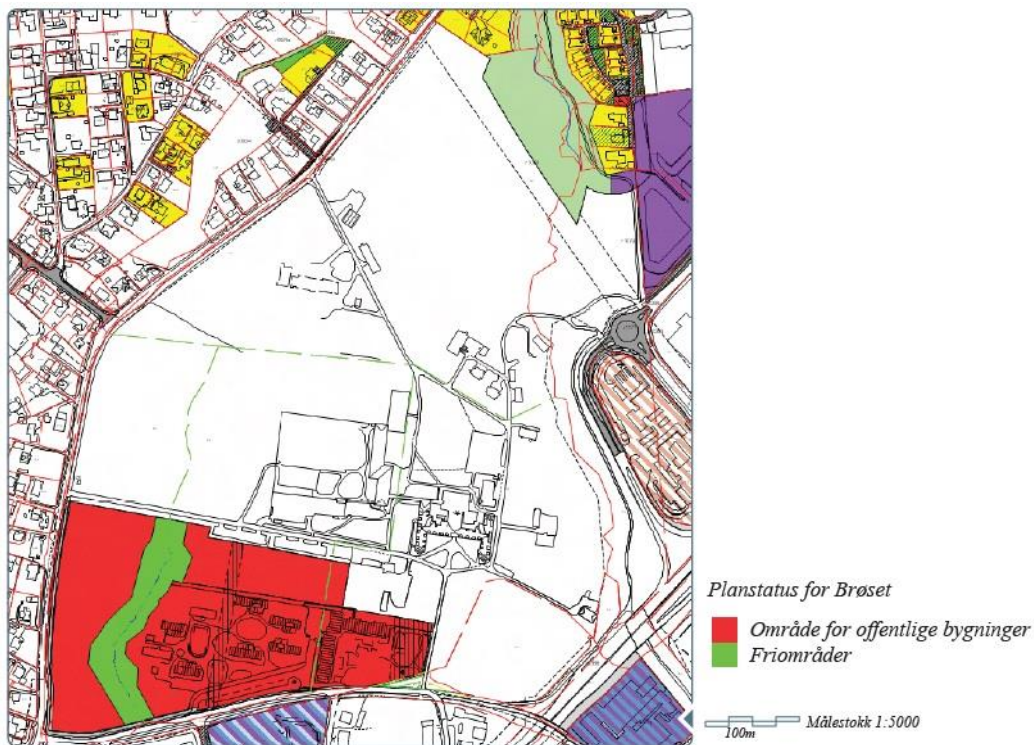 Planstatus for Brøset
Område for offentlige bygninger
Friområder
Målestokk 1:5000
100m